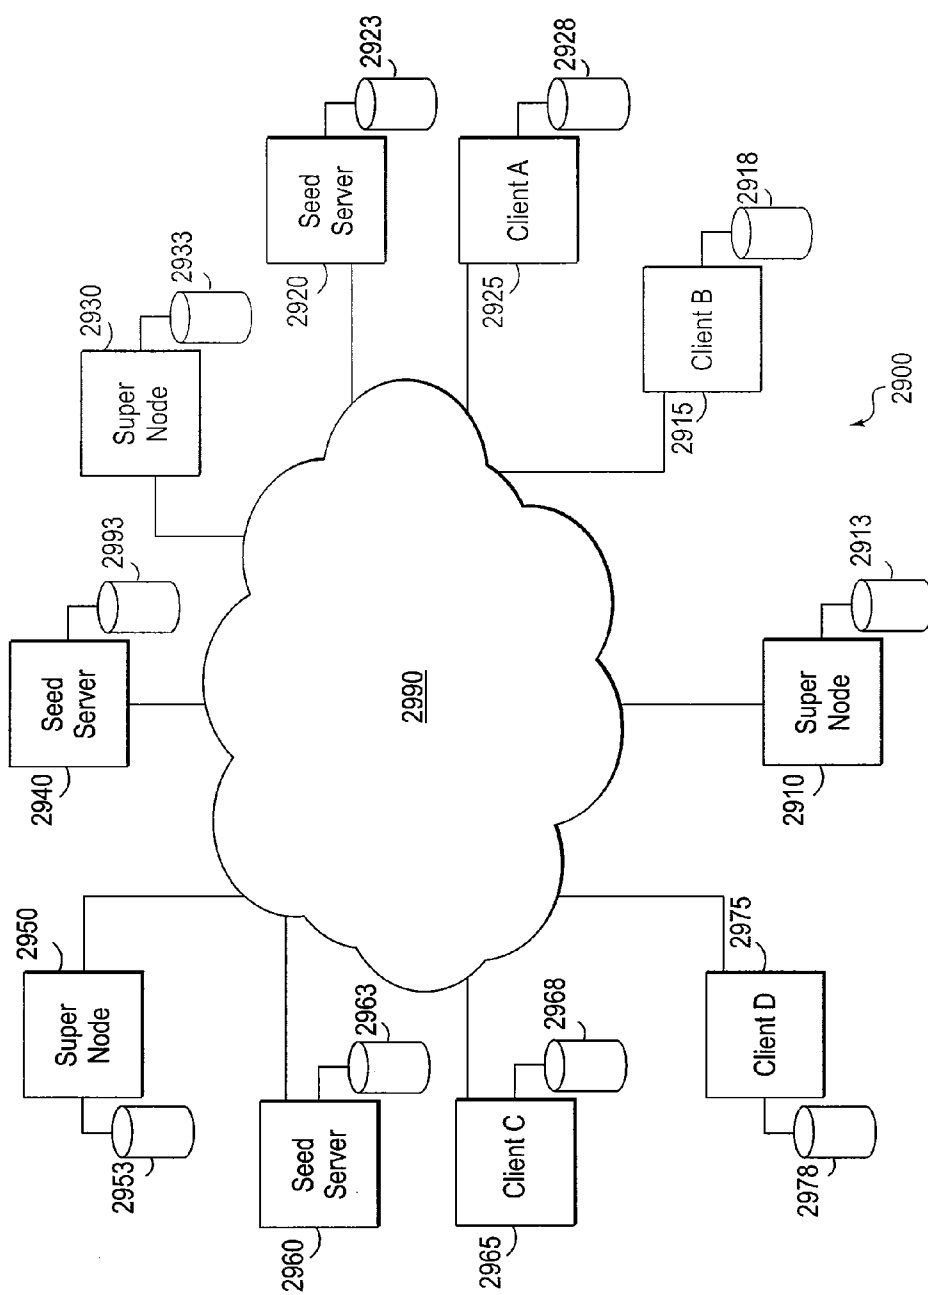 2950
Super
Node
2953
2940
Seed
Server
2993
2930
Super
Node
2933
2960
Seed
Server
2963
2920
Seed
Server
2923
2990
2965
Client C
2968
2925
Client A
2928
2975
Client D
2978
2910
Super
Node
2913
2915
Client B
2918
2900